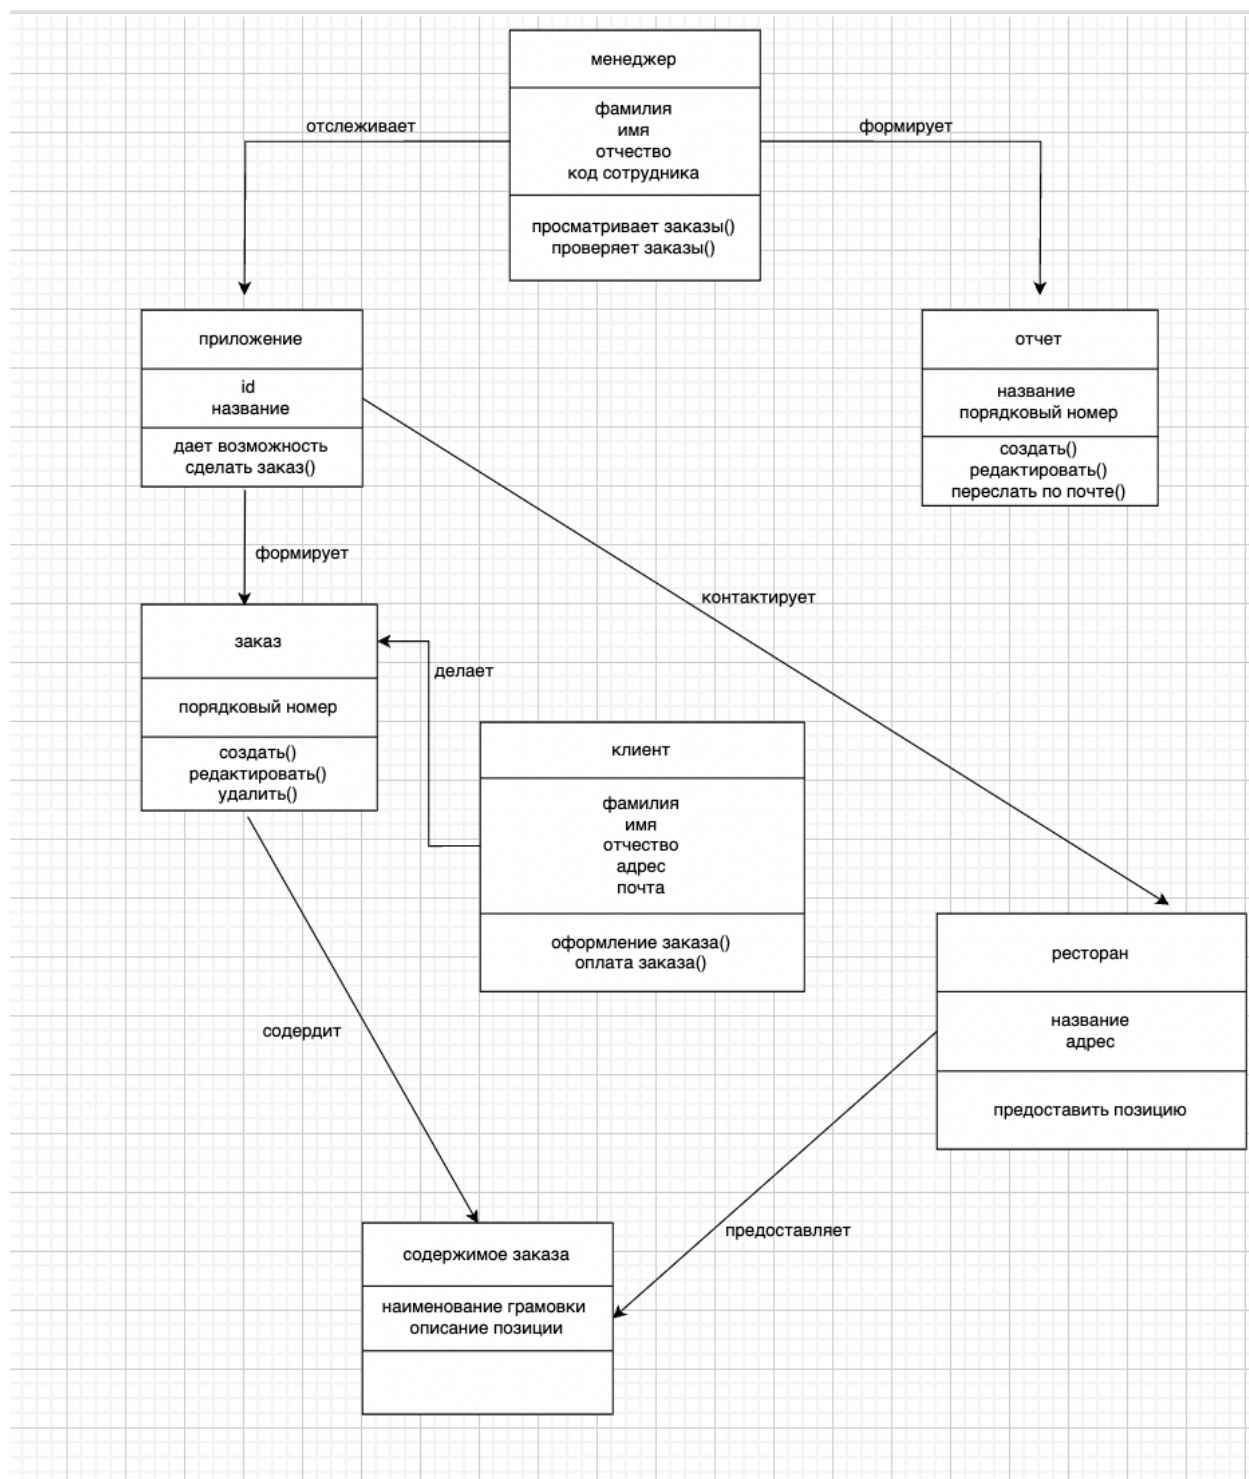 менеджер
фамилия
имя
отчество
код сотрудника
просматривает заказы()
проверяет заказы()
отслеживает
формирует
приложение
id
название
дает возможность
сделать заказ()
отчет
название
порядковый номер
создать()
редактировать()
переслать по почте()
формирует
контактирует
заказ
порядковый номер
создать()
редактировать()
удалить()
делает
клиент
фамилия
имя
отчество
адрес
почта
оформление заказа()
оплата заказа()
ресторан
название
адрес
предоставить позицию
содердит
предоставляет
содержимое заказа
наименование грамовки
описание позиции